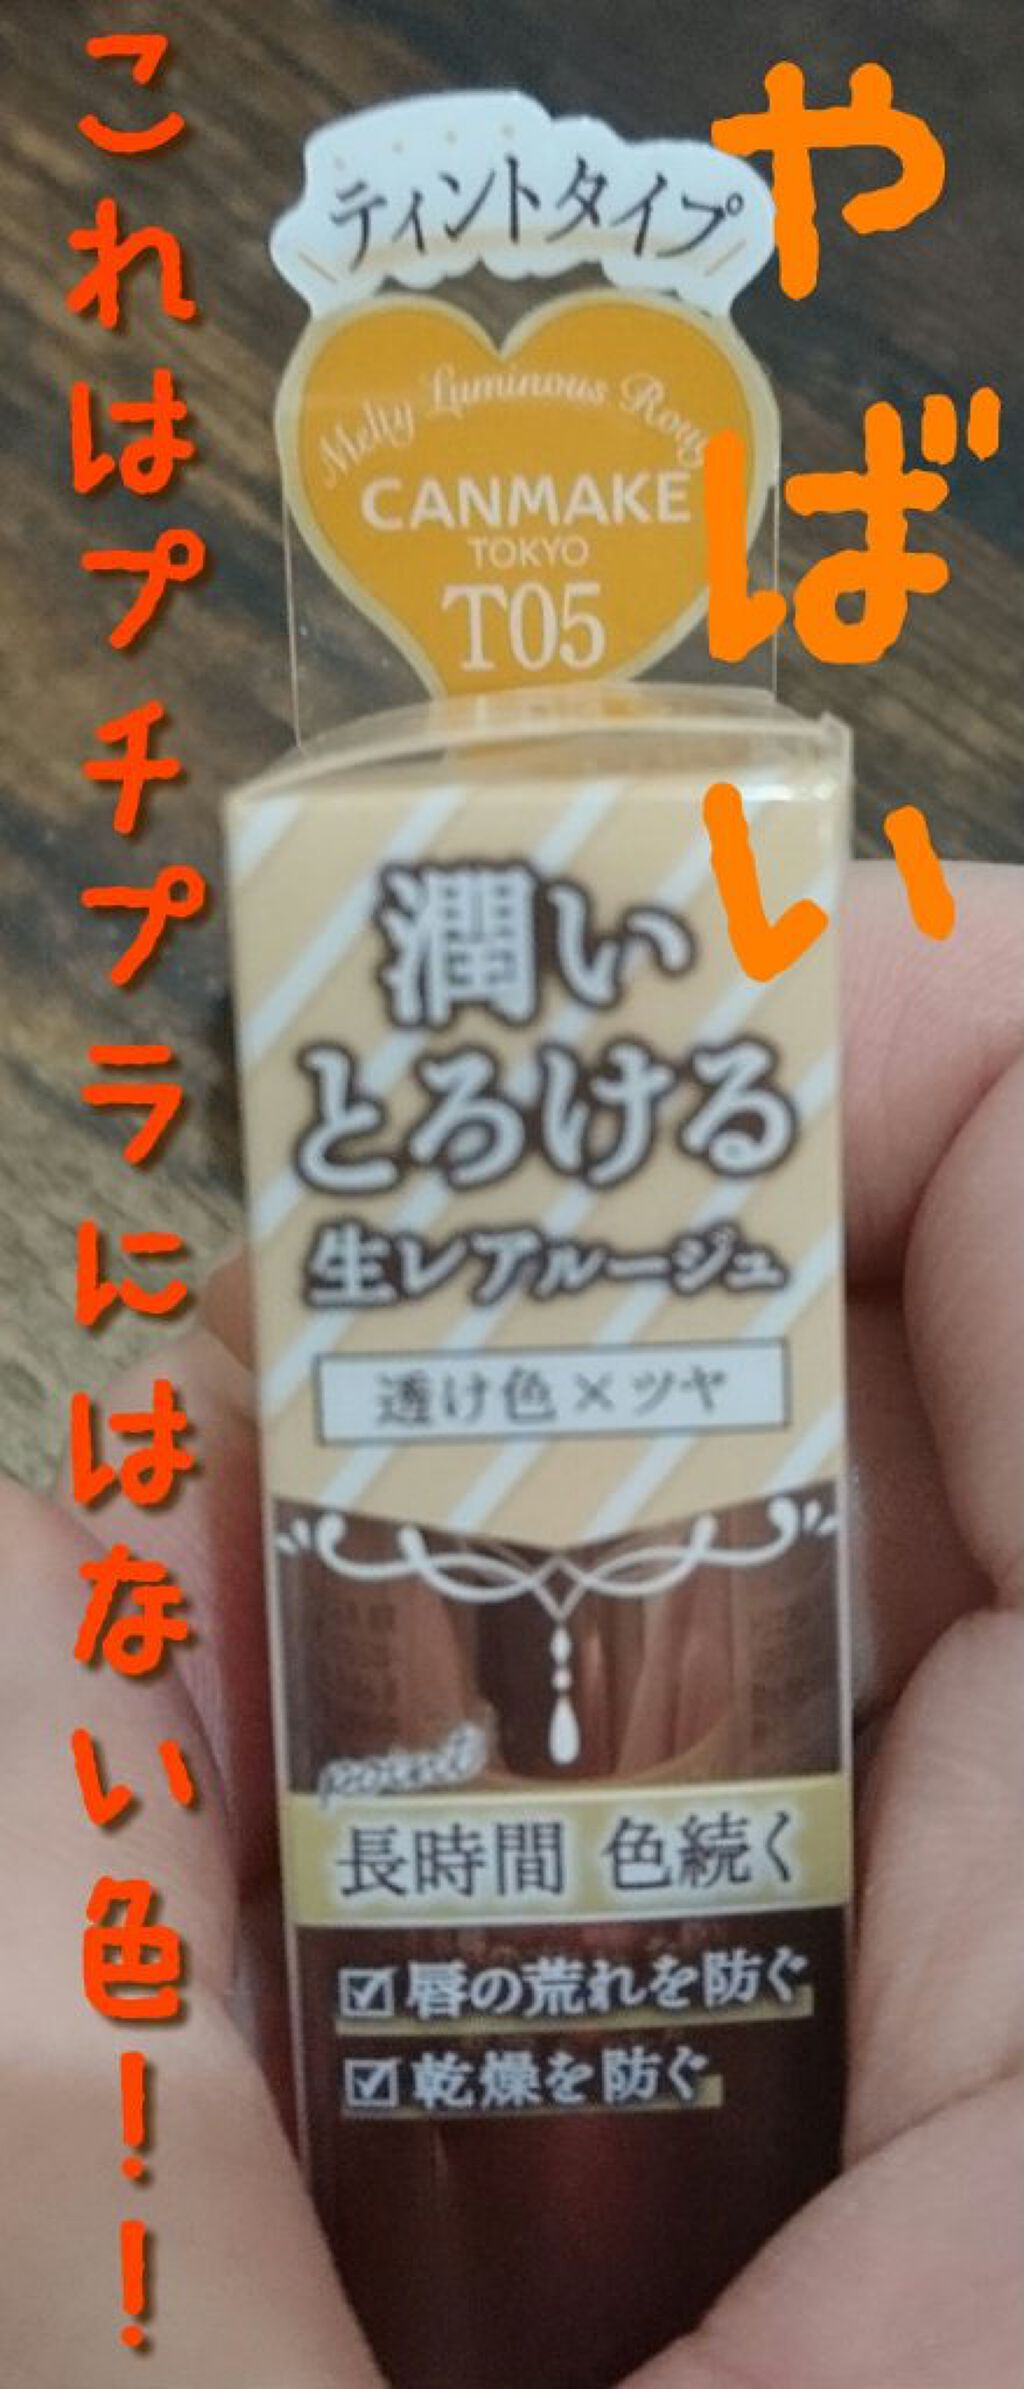 やばい
これはプチプラにはない色!!
ティントタイプ
Melty Luminous Roug
CANMAKE
TOKYO
T05
潤い
とろける
生レアルージュ
透け色×ツヤ
point
長時間 色続く
☑唇の荒れを防ぐ
☑乾燥を防ぐ